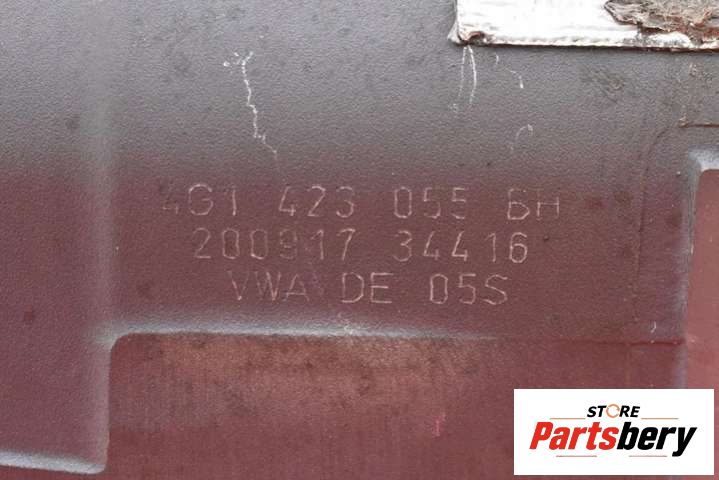 4G1 423 055 BH
200917 34416
VWA DE 05S
STORE
Partsbery